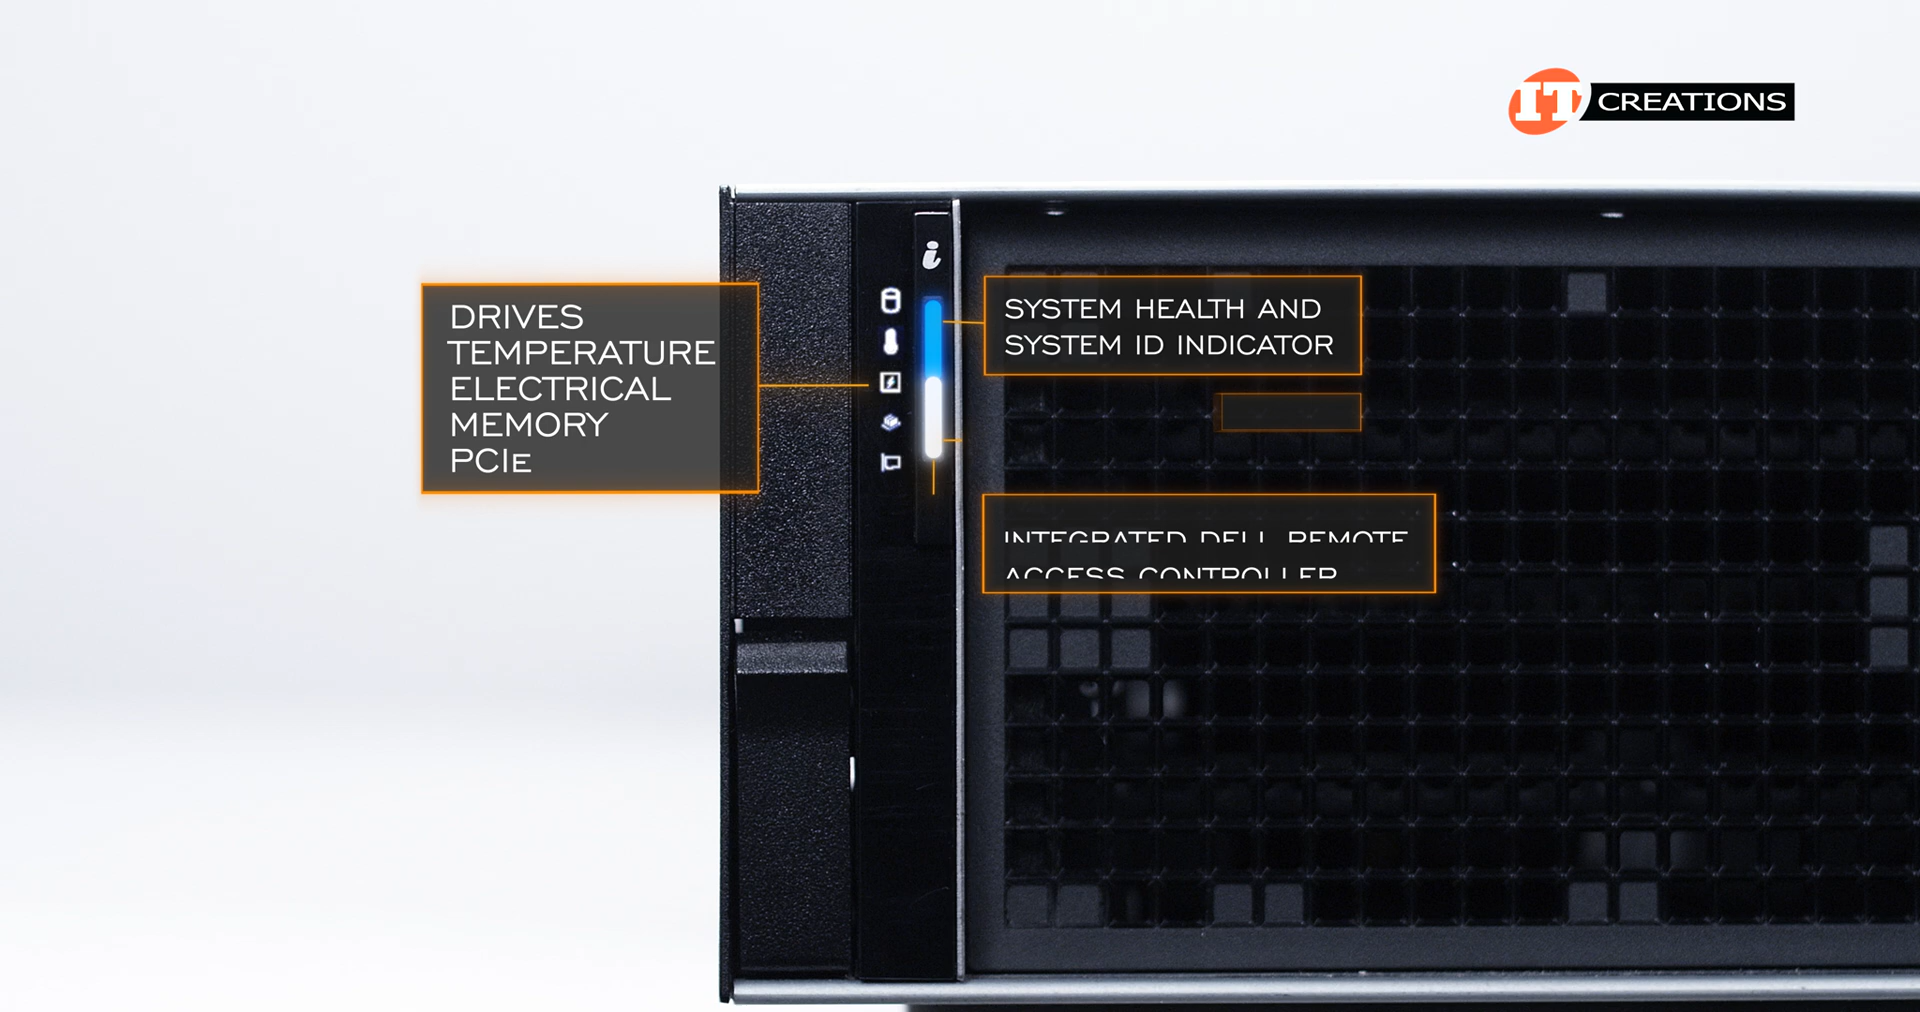 IT CREATIONS
i
DRIVES
TEMPERATURE
ELECTRICAL
MEMORY
PCIe
SYSTEM HEALTH AND
SYSTEM ID INDICATOR
INTEGRATED DELL REMOTE
ACCESS CONTROLLER